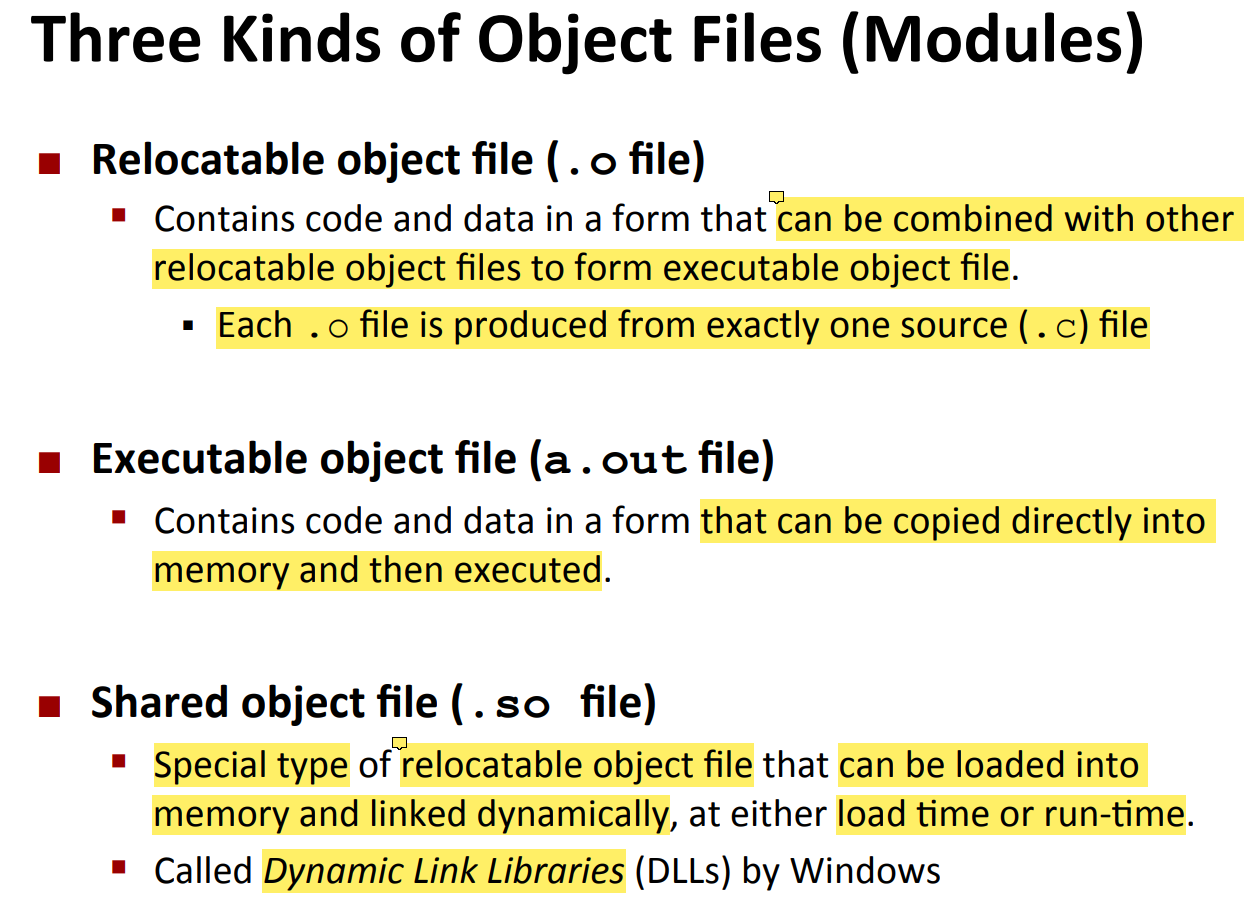 Three Kinds of Object Files (Modules)
Relocatable object file (.o file)
Contains code and data in a form that can be combined with other
relocatable object files to form executable object file.
Each .o file is produced from exactly one source (.c) file
Executable object file (a.out file)
Contains code and data in a form that can be copied directly into
memory and then executed.
Shared object file (.so file)
Special type of relocatable object file that can be loaded into
memory and linked dynamically, at either load time or run-time.
Called Dynamic Link Libraries (DLLs) by Windows